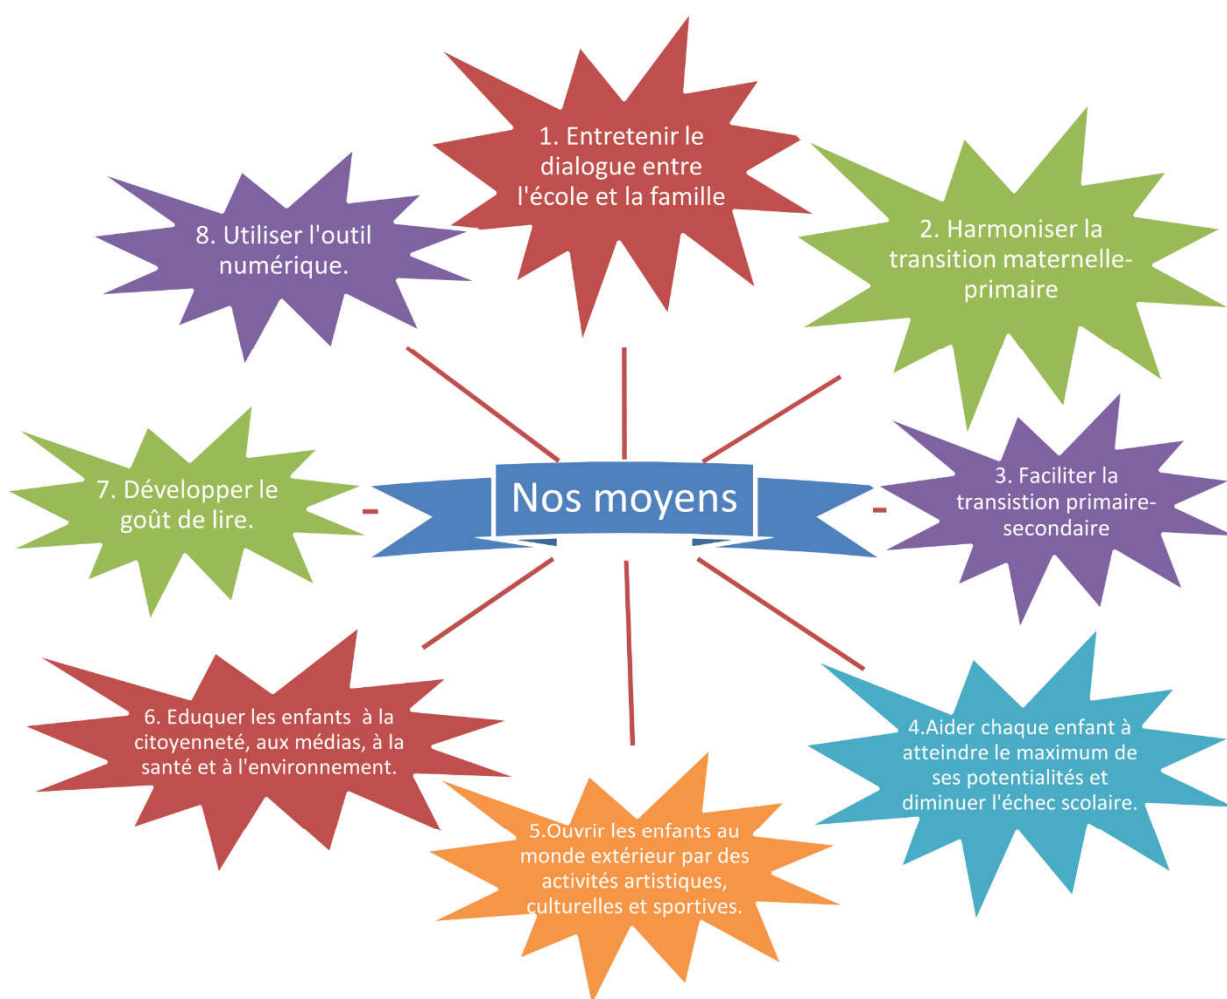 1. Entretenir le
dialogue entre
l'école et la famille
2. Harmoniser la
transition maternelle-
primaire
3. Faciliter la
transistion primaire-
secondaire
4.Aider chaque enfant à
atteindre le maximum de
ses potentialités et
diminuer l'échec scolaire.
5.Ouvrir les enfants au
monde extérieur par des
activités artistiques,
culturelles et sportives.
6. Eduquer les enfants  à la
citoyenneté, aux médias, à la
santé et à l'environnement.
7. Développer le
goût de lire.
8. Utiliser l'outil
numérique.
Nos moyens